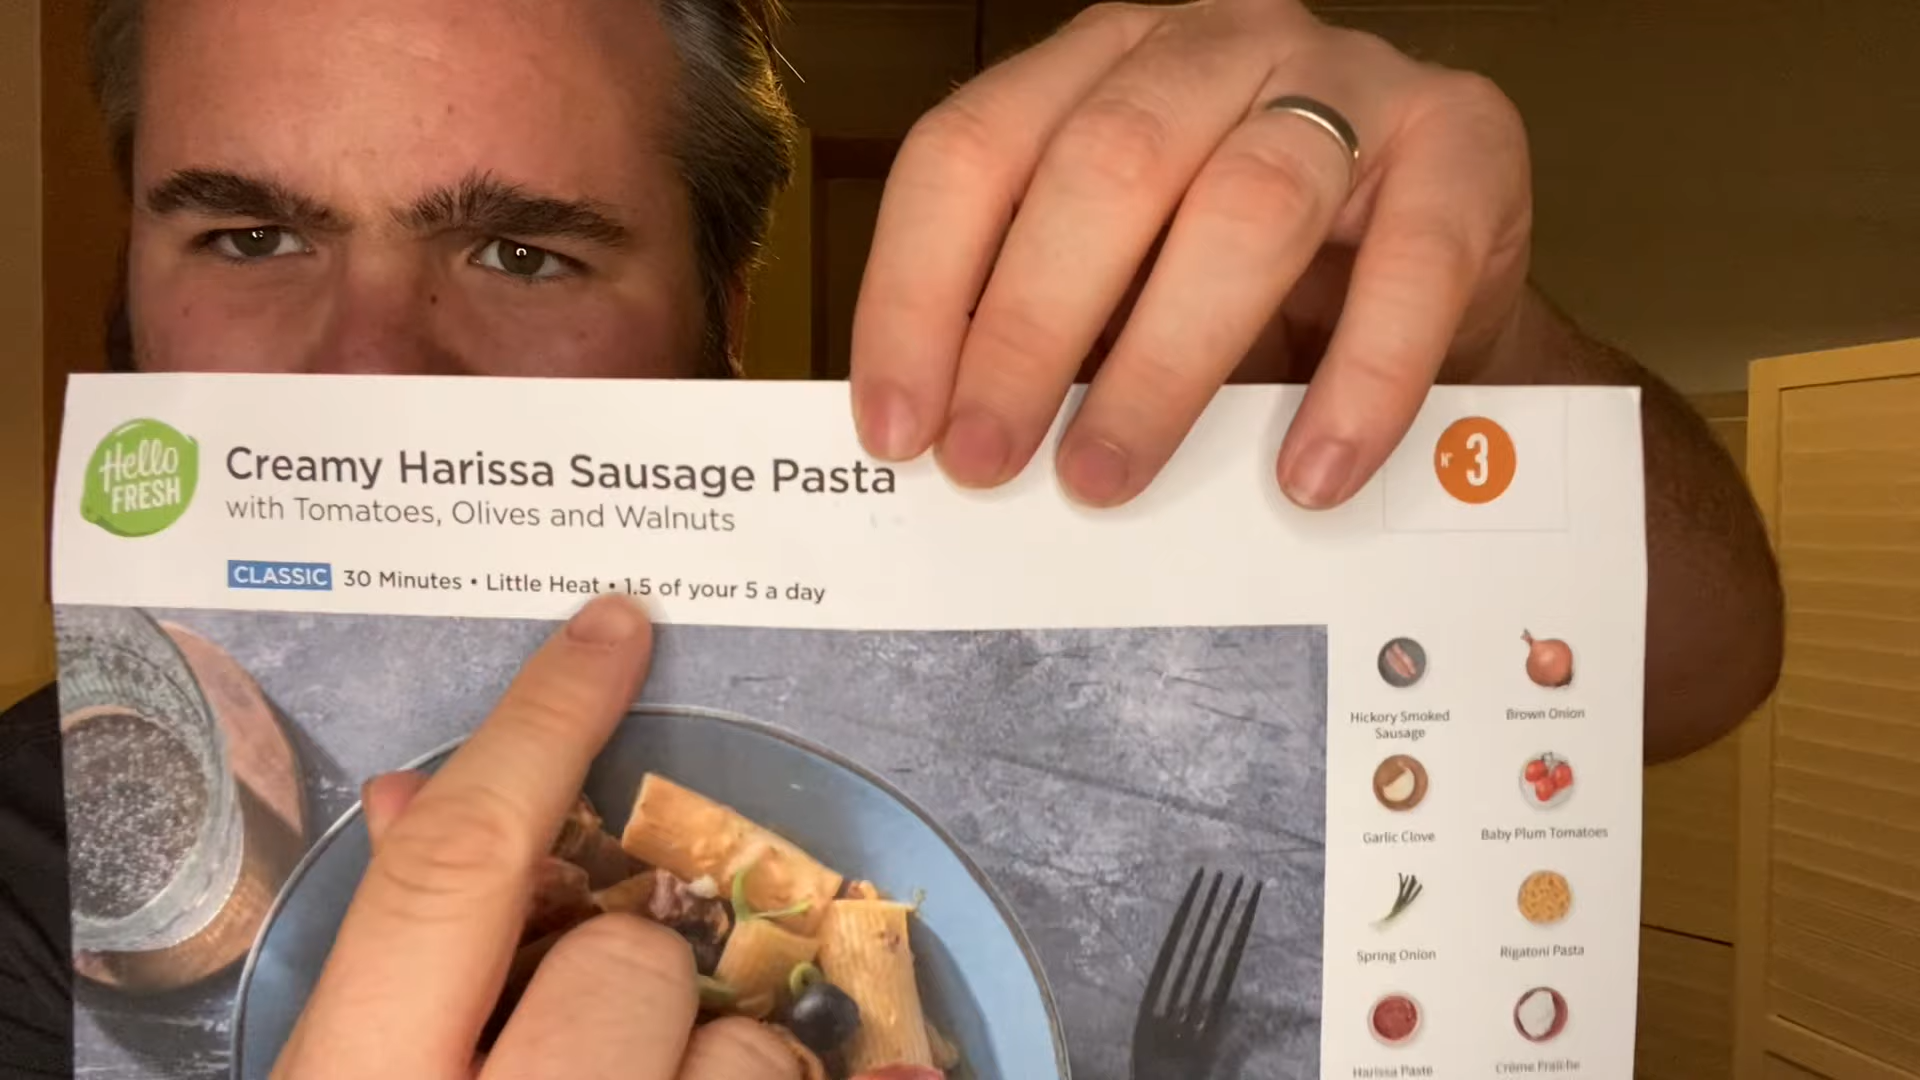 Hello
FRESH
Creamy Harissa Sausage Pasta
with Tomatoes, Olives and Walnuts
CLASSIC 30 Minutes • Little Heat • 1.5 of your 5 a day
N° 3
Hickory Smoked
Sausage
Brown Onion
Garlic Clove
Baby Plum Tomatoes
Spring Onion
Rigatoni Pasta
Harissa Paste
Crème Fraîche